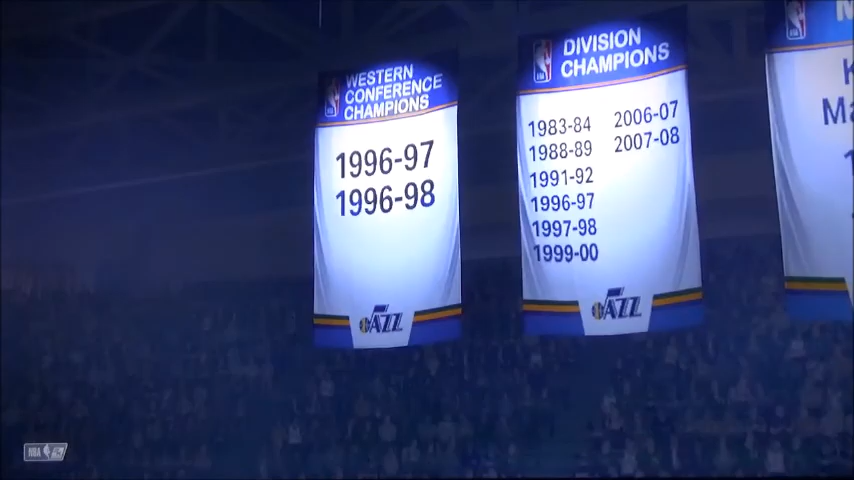 WESTERN
CONFERENCE
CHAMPIONS
1996-97
1996-98
JAZZ
DIVISION
CHAMPIONS
1983-84
1988-89
1991-92
1996-97
1997-98
1999-00
2006-07
2007-08
JAZZ
NBA